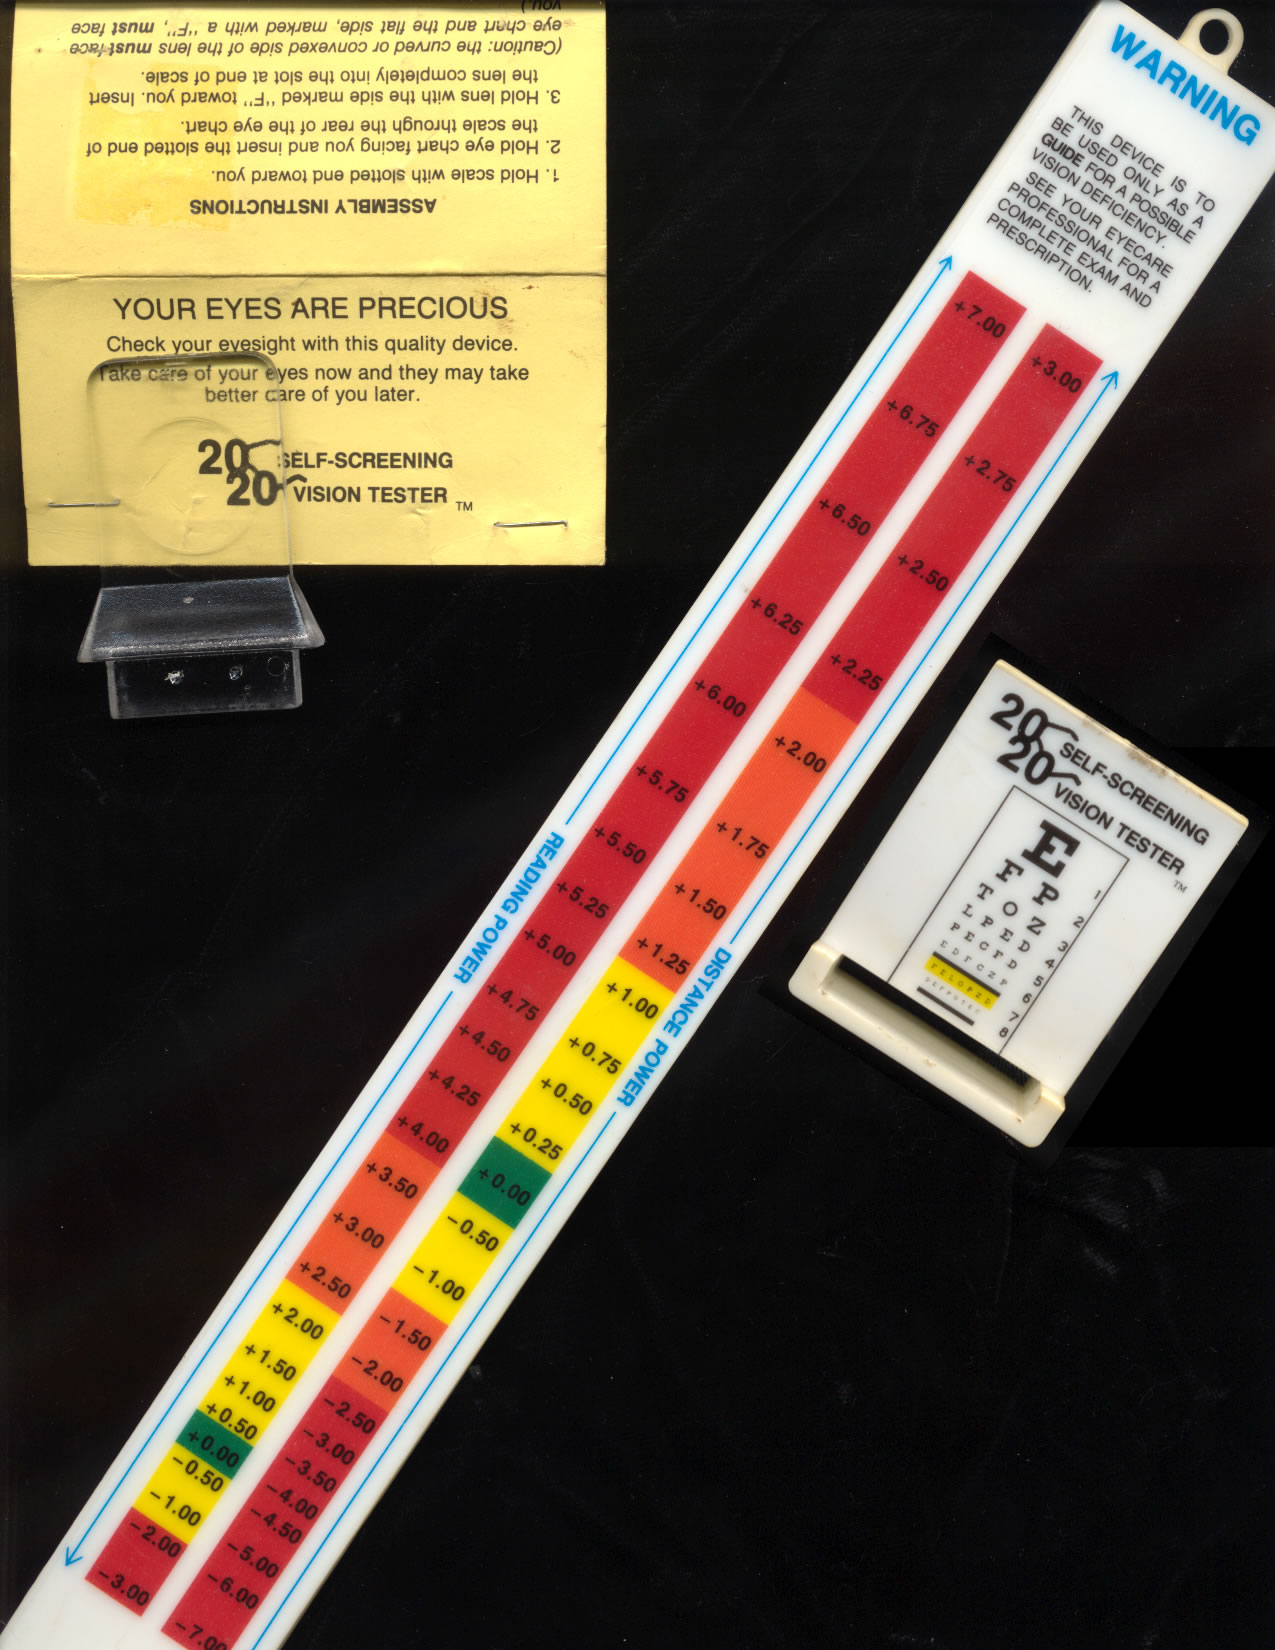 ASSEMBLY INSTRUCTIONS
1. Hold scale with slotted end toward you.
2. Hold eye chart facing you and insert the slotted end of
the scale through the rear of the eye chart.
3. Hold lens with the side marked "F" toward you. Insert
the lens completely into the slot at end of scale.
(Caution: the curved or convexed side of the lens must face
eye chart and the flat side, marked with a "F", must face
you.)
YOUR EYES ARE PRECIOUS
Check your eyesight with this quality device.
Take care of your eyes now and they may take
better care of you later.
20 SELF-SCREENING
20 VISION TESTER TM
WARNING
THIS DEVICE IS TO
BE USED ONLY AS A
GUIDE FOR A POSSIBLE
VISION DEFICIENCY.
SEE YOUR EYECARE
PROFESSIONAL FOR A
COMPLETE EXAM AND
PRESCRIPTION.
READING POWER
+7.00
+6.75
+6.50
+6.25
+6.00
+5.75
+5.50
+5.25
+5.00
+4.75
+4.50
+4.25
+4.00
+3.50
+3.00
+2.50
+2.00
+1.50
+1.00
+0.50
+0.00
-0.50
-1.00
-2.00
-3.00
DISTANCE POWER
+3.00
+2.75
+2.50
+2.25
+2.00
+1.75
+1.50
+1.25
+1.00
+0.75
+0.50
+0.25
+0.00
-0.50
-1.00
-1.50
-2.00
-2.50
-3.00
-3.50
-4.00
-4.50
-5.00
-6.00
-7.00
20 SELF-SCREENING
20 VISION TESTER TM
E 1
F P 2
T O Z 3
L P E D 4
P E C F D 5
E D F C Z P 6
F E L O P Z D 7
8